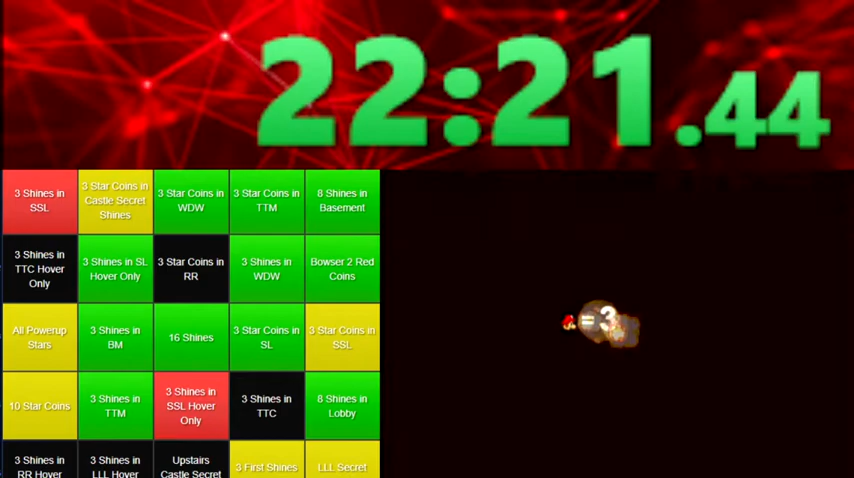 22:21.44
3 Shines in
SSL
3 Star Coins in
Castle Secret
Shines
3 Star Coins in
WDW
3 Star Coins in
TTM
8 Shines in
Basement
3 Shines in
TTC Hover
Only
3 Shines in SL
Hover Only
3 Star Coins in
RR
3 Shines in
WDW
Bowser 2 Red
Coins
All Powerup
Stars
3 Shines in
BM
16 Shines
3 Star Coins in
SL
3 Star Coins in
SSL
10 Star Coins
3 Shines in
TTM
3 Shines in
SSL Hover
Only
3 Shines in
TTC
8 Shines in
Lobby
3 Shines in
RR Hover
3 Shines in
LLL Hover
Upstairs
Castle Secret
3 First Shines
LLL Secret
= 3